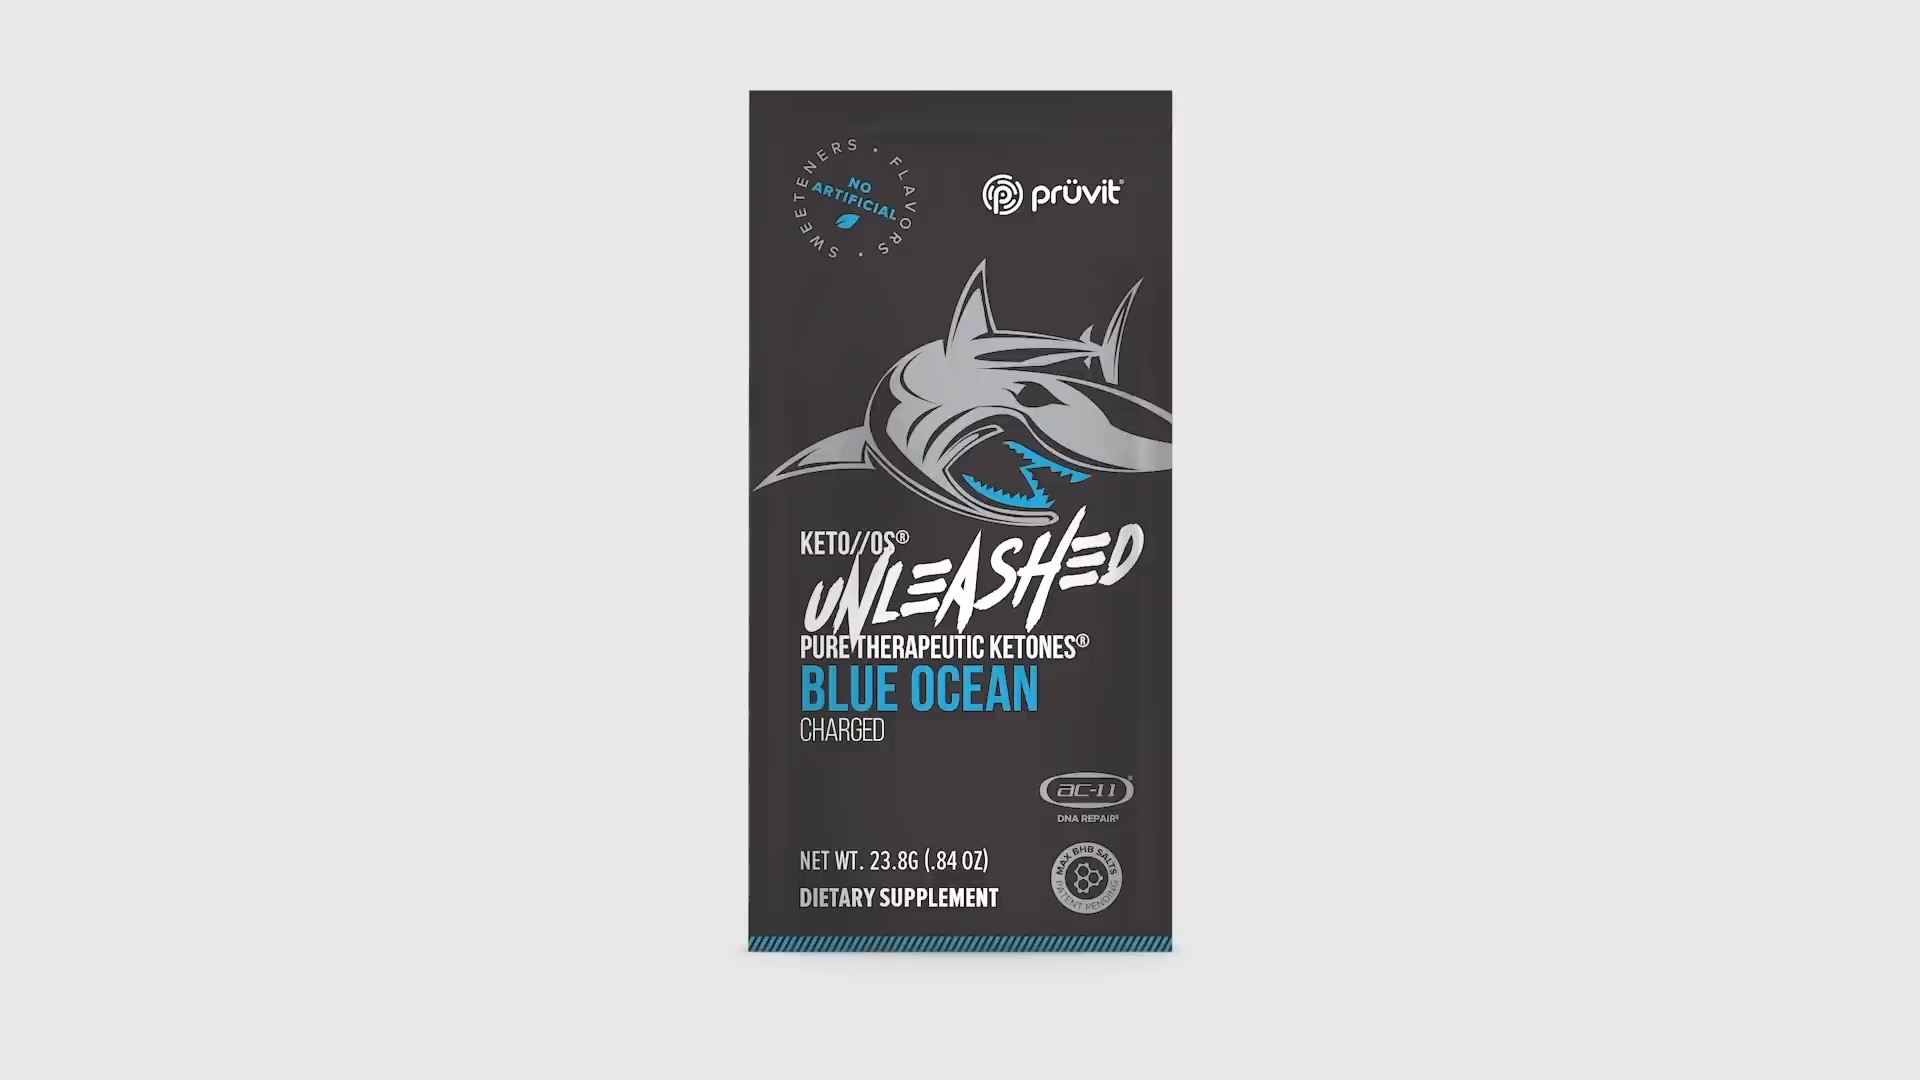 SWEETENERS • FLAVORS •
NO
ARTIFICIAL
prüvit®
KETO//OS®
UNLEASHED
PURE THERAPEUTIC KETONES®
BLUE OCEAN
CHARGED
ac-11®
DNA REPAIR®
NET WT. 23.8G (.84 OZ)
DIETARY SUPPLEMENT
MAX BHB SALTS
PATENT PENDING